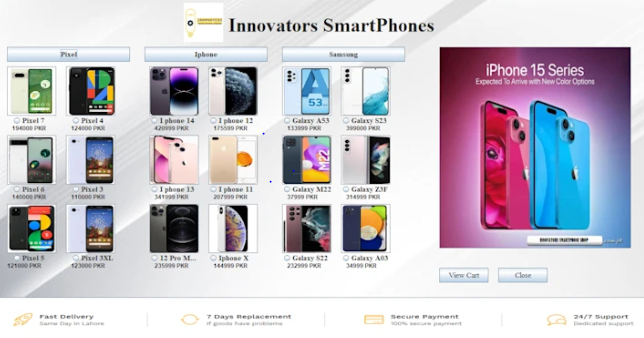 INNOVATORS
Innovators SmartPhones
Pixel
Iphone
Samsung
Pixel 7
194000 PKR
Pixel 4
124000 PKR
I phone 14
420999 PKR
I phone 12
175599 PKR
Galaxy A53
133999 PKR
A
53
Galaxy S23
399000 PKR
Pixel 6
140000 PKR
Pixel 3
110000 PKR
I phone 13
341999 PKR
I phone 11
207999 PKR
Galaxy M22
37999 PKR
M22
Galaxy Z3F
314999 PKR
Pixel 5
121000 PKR
Pixel 3XL
123000 PKR
12 Pro M...
235999 PKR
Iphone X
144999 PKR
Galaxy S22
232999 PKR
Galaxy A03
34999 PKR
iPhone 15 Series
Expected To Arrive with New Color Options
INNOVATORS SMARTPHONE SHOP
View Cart
Close
Fast Delivery
Same Day in Lahore
7 Days Replacement
If goods have problems
Secure Payment
100% secure payment
24/7 Support
Dedicated support